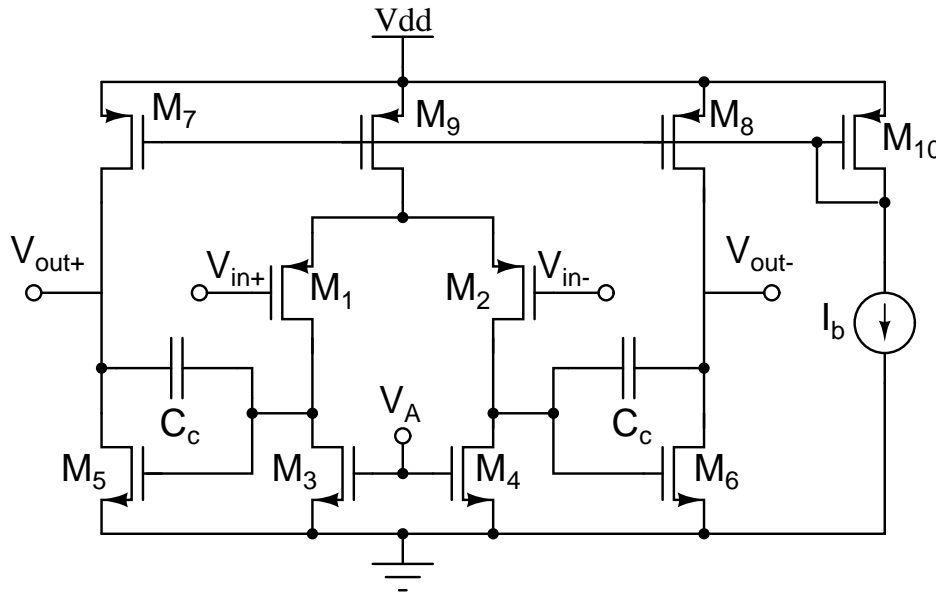 Vdd
M7
M9
M8
M10
Vout+
Vin+
M1
M2
Vin-
Vout-
Ib
Cc
VA
Cc
M5
M3
M4
M6